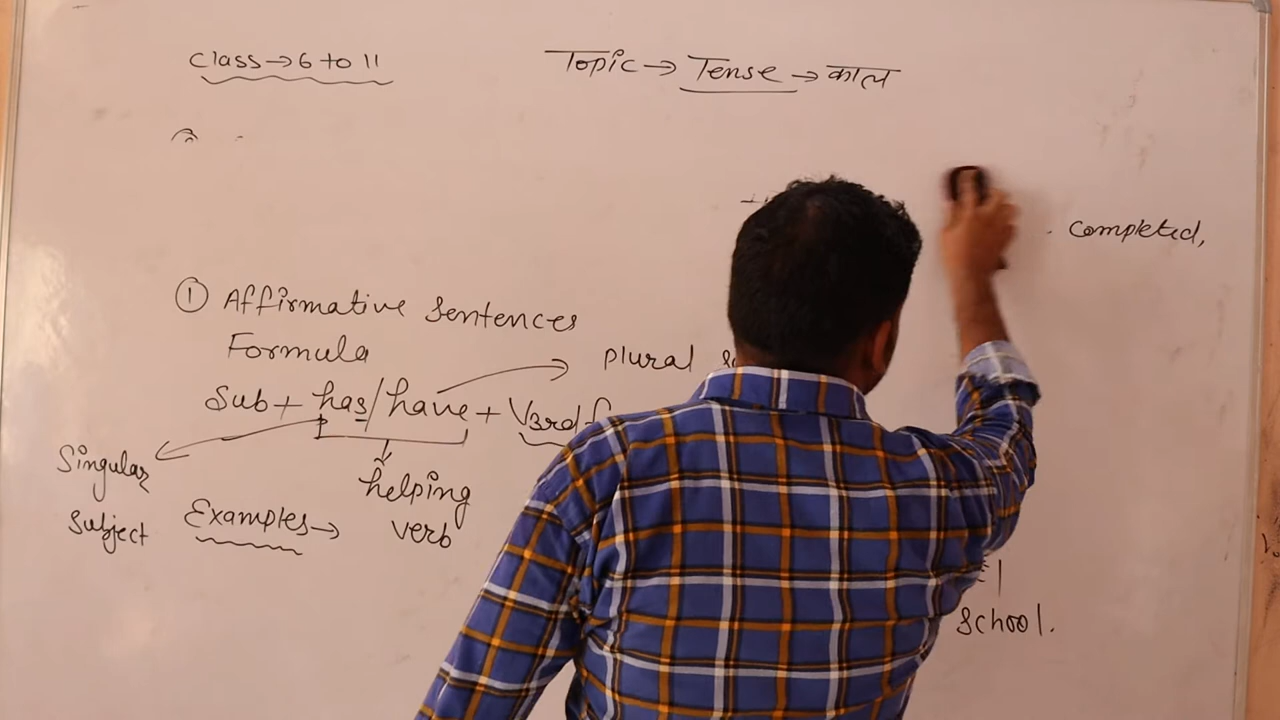 Class→6 to 11
Topic→Tense→काल
completed,
① Affirmative Sentences
Formula
plural
Sub+has/have+V3rd
Singular
Subject
helping
verb
Examples→
School.